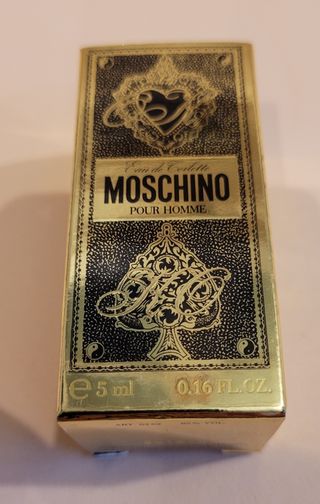 Eau de Toilette
MOSCHINO
POUR HOMME
e 5 ml 0.16 FL.OZ.